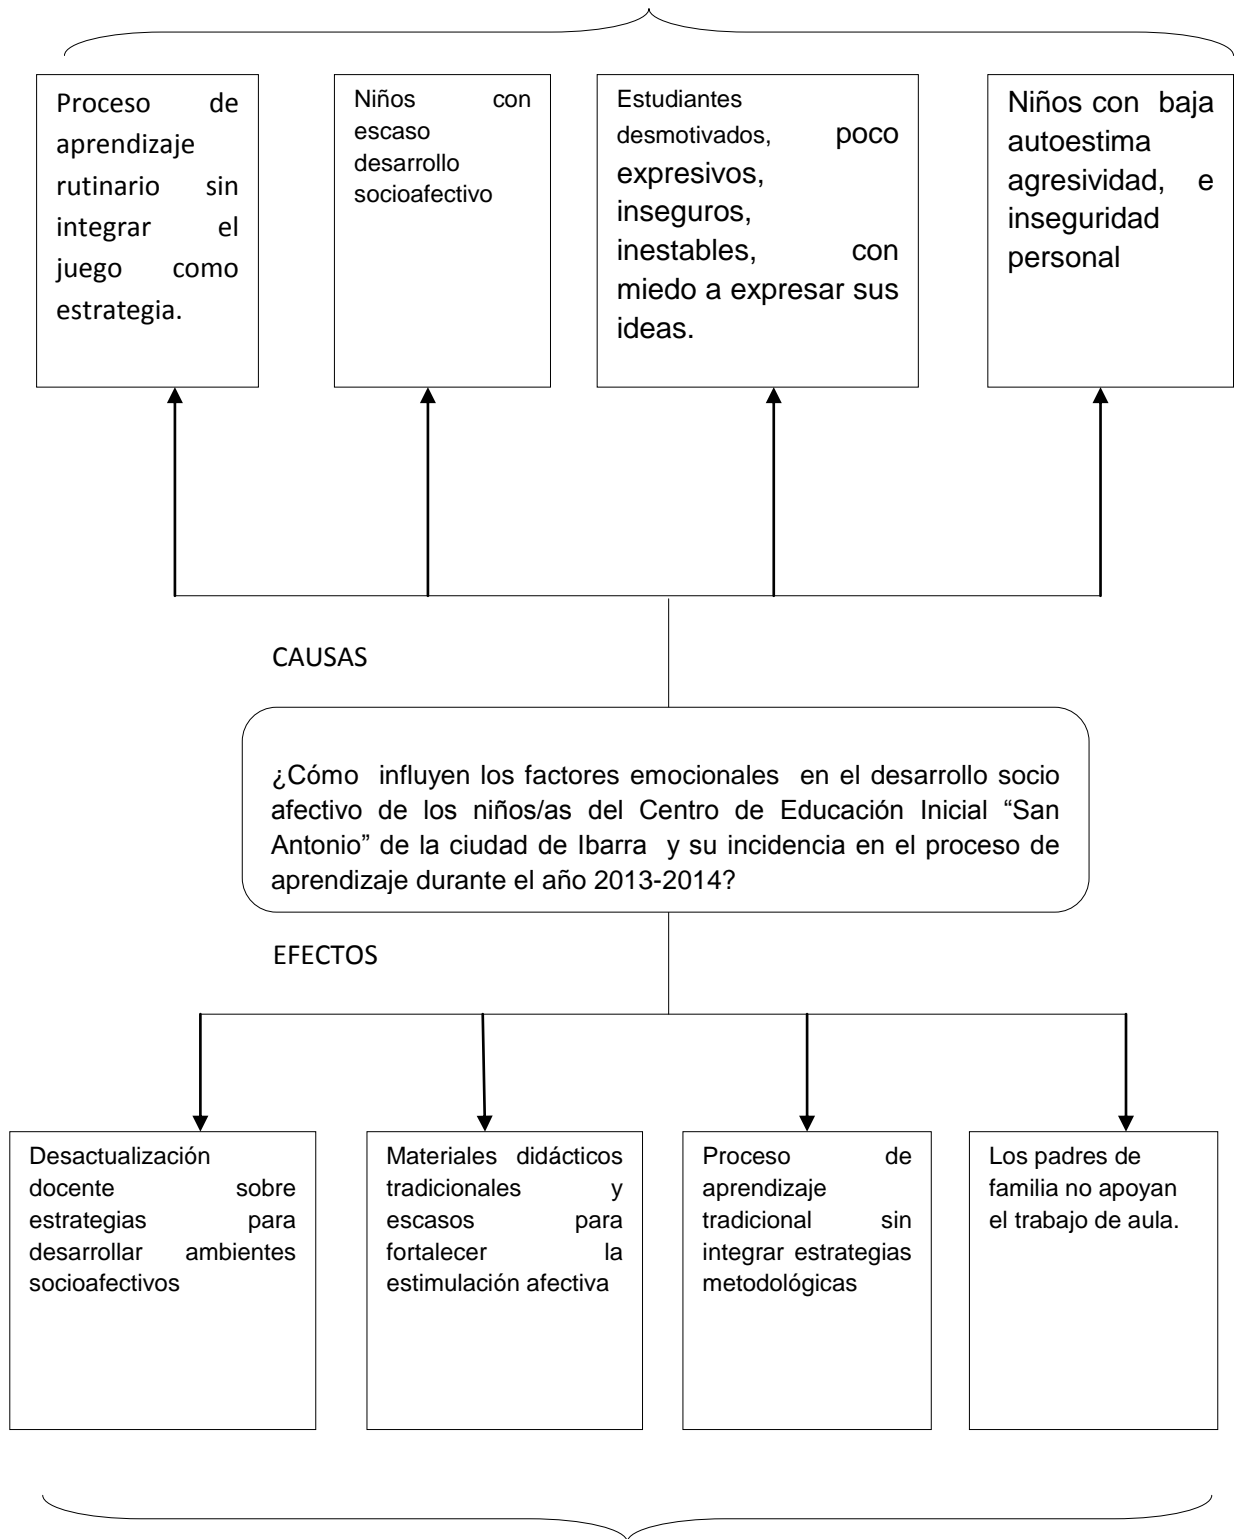 Proceso de
aprendizaje
rutinario sin
integrar el
juego como
estrategia.
Niños con
escaso
desarrollo
socioafectivo
Estudiantes
desmotivados, poco
expresivos,
inseguros,
inestables, con
miedo a expresar sus
ideas.
Niños con baja
autoestima
agresividad, e
inseguridad
personal
CAUSAS
¿Cómo influyen los factores emocionales en el desarrollo socio
afectivo de los niños/as del Centro de Educación Inicial “San
Antonio” de la ciudad de Ibarra y su incidencia en el proceso de
aprendizaje durante el año 2013-2014?
EFECTOS
Desactualización
docente sobre
estrategias para
desarrollar ambientes
socioafectivos
Materiales didácticos
tradicionales y
escasos para
fortalecer la
estimulación afectiva
Proceso de
aprendizaje
tradicional sin
integrar estrategias
metodológicas
Los padres de
familia no apoyan
el trabajo de aula.